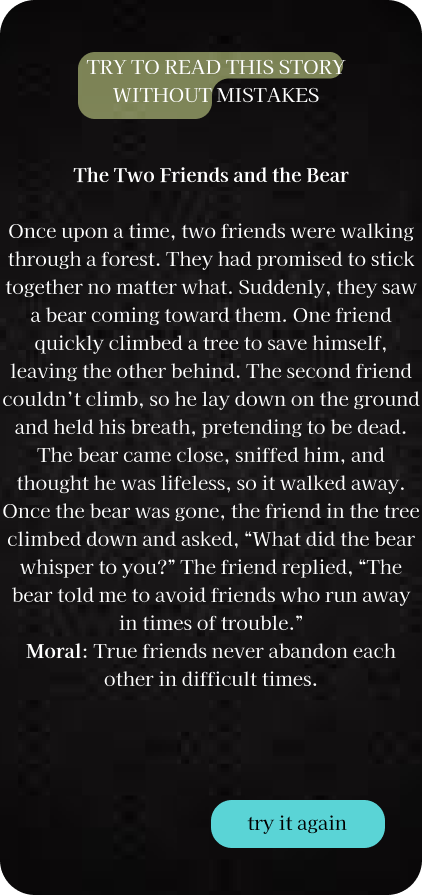 TRY TO READ THIS STORY
WITHOUT MISTAKES
The Two Friends and the Bear
Once upon a time, two friends were walking
through a forest. They had promised to stick
together no matter what. Suddenly, they saw
a bear coming toward them. One friend
quickly climbed a tree to save himself,
leaving the other behind. The second friend
couldn’t climb, so he lay down on the ground
and held his breath, pretending to be dead.
The bear came close, sniffed him, and
thought he was lifeless, so it walked away.
Once the bear was gone, the friend in the tree
climbed down and asked, “What did the bear
whisper to you?” The friend replied, “The
bear told me to avoid friends who run away
in times of trouble.”
Moral: True friends never abandon each
other in difficult times.
try it again